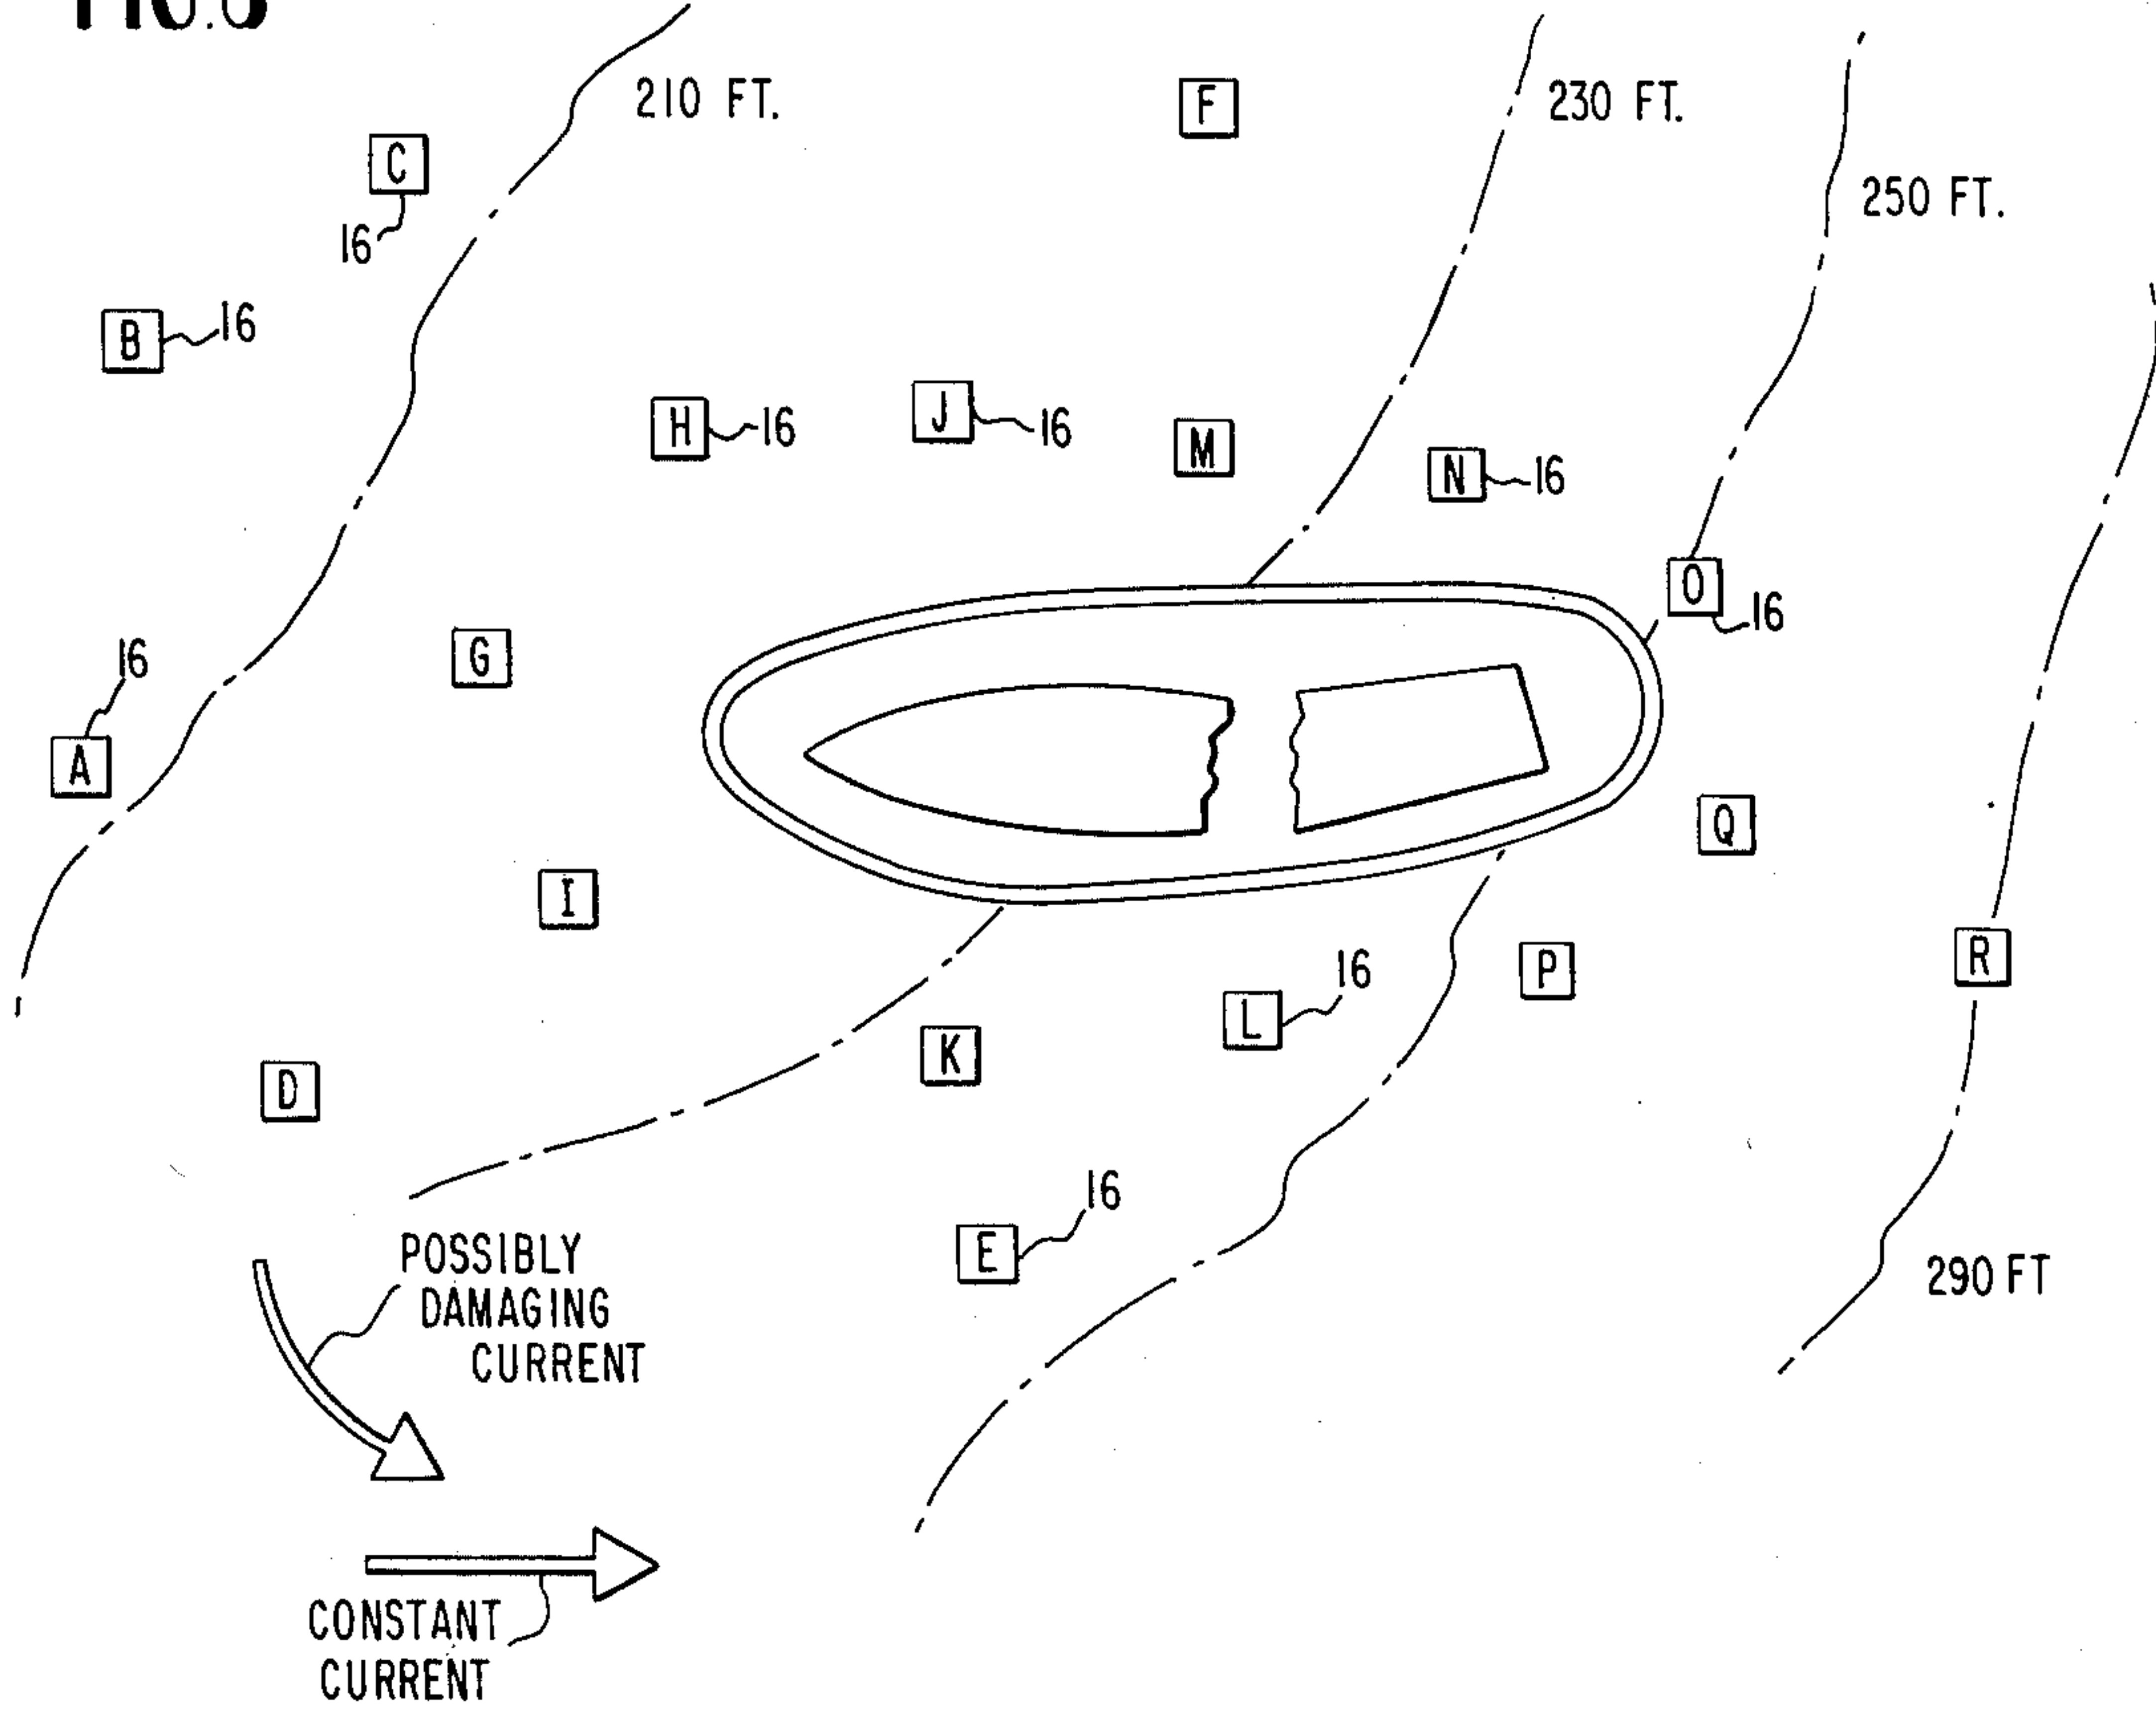 210 FT.
F
230 FT.
C
250 FT.
16
B
16
H
16
J
16
M
N
16
O
16
16
G
A
Q
I
R
16
P
L
K
D
16
E
POSSIBLY
DAMAGING
CURRENT
290 FT
CONSTANT
CURRENT